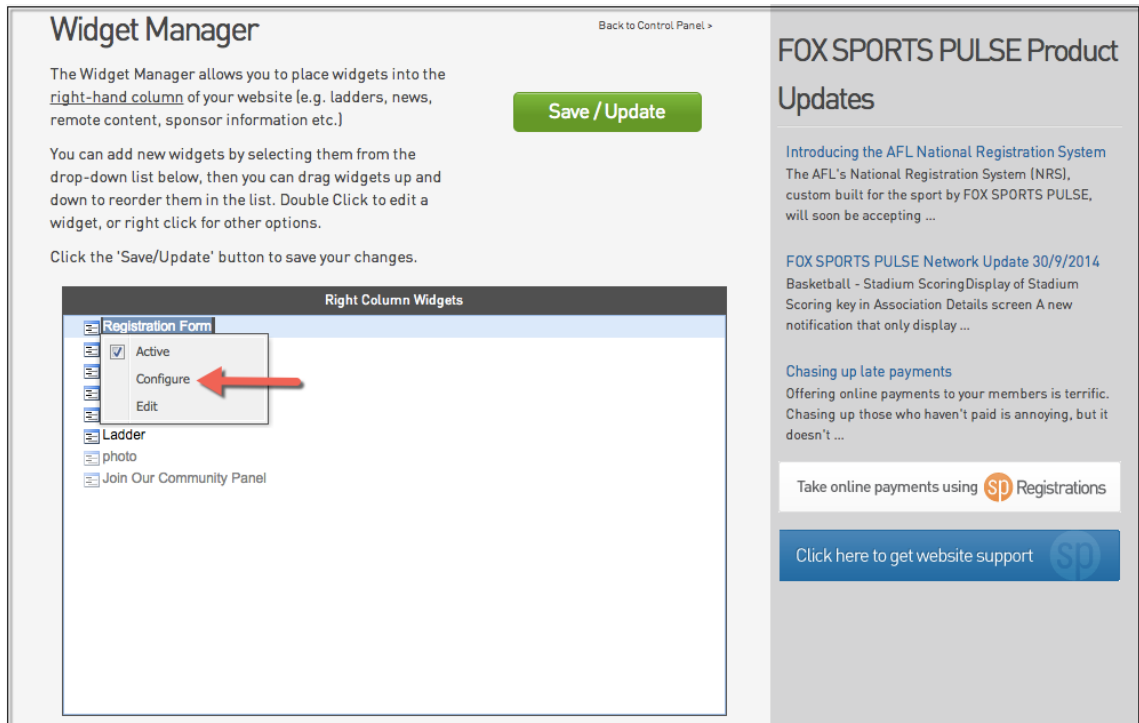 Widget Manager
Back to Control Panel >
The Widget Manager allows you to place widgets into the
right-hand column of your website (e.g. ladders, news,
remote content, sponsor information etc.)
Save / Update
You can add new widgets by selecting them from the
drop-down list below, then you can drag widgets up and
down to reorder them in the list. Double Click to edit a
widget, or right click for other options.
Click the 'Save/Update' button to save your changes.
Right Column Widgets
Registration Form
Active
Configure
Edit
Ladder
photo
Join Our Community Panel
FOX SPORTS PULSE Product
Updates
Introducing the AFL National Registration System
The AFL's National Registration System (NRS),
custom built for the sport by FOX SPORTS PULSE,
will soon be accepting ...
FOX SPORTS PULSE Network Update 30/9/2014
Basketball - Stadium ScoringDisplay of Stadium
Scoring key in Association Details screen A new
notification that only display ...
Chasing up late payments
Offering online payments to your members is terrific.
Chasing up those who haven't paid is annoying, but it
doesn't ...
Take online payments using sp Registrations
Click here to get website support sp